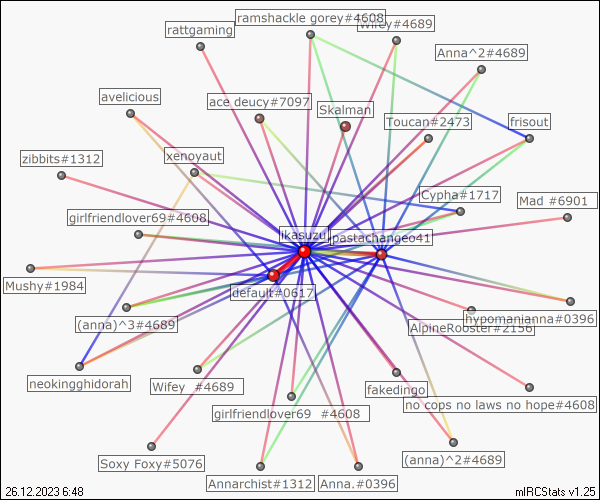 ramshackle gorey#4608
Wifey#4689
rattgaming
Anna^2#4689
avelicious
ace deucy#7097
Skalman
Toucan#2473
frisout
zibbits#1312
xenoyaut
Cypha#1717
Mad #6901
girlfriendlover69#4608
ikasuzu
pastachange041
Mushy#1984
default#0617
(anna)^3#4689
hypomanianna#0396
AlpineRooster#2156
neokingghidorah
Wifey  #4689
fakedingo
no cops no laws no hope#4608
girlfriendlover69  #4608
Soxy Foxy#5076
(anna)^2#4689
Annarchist#1312
Anna.#0396
26.12.2023 6:48
mIRCStats v1.25